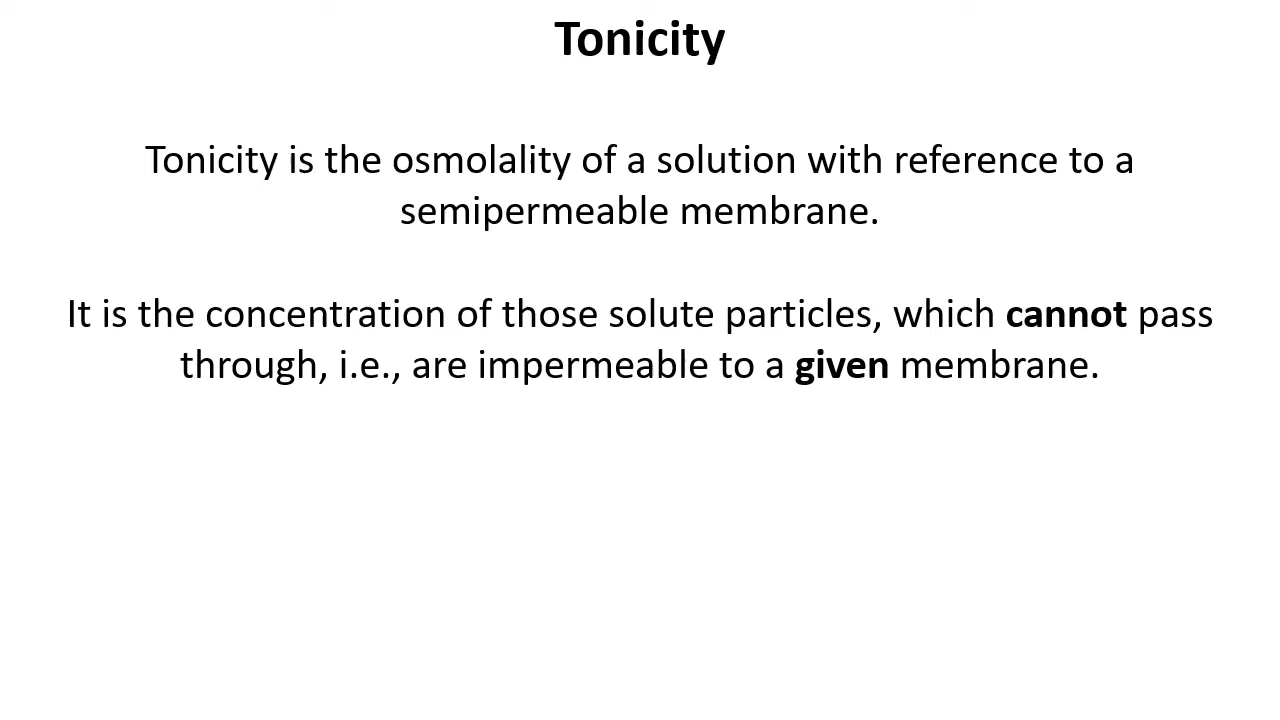 Tonicity
Tonicity is the osmolality of a solution with reference to a
semipermeable membrane.
It is the concentration of those solute particles, which cannot pass
through, i.e., are impermeable to a given membrane.